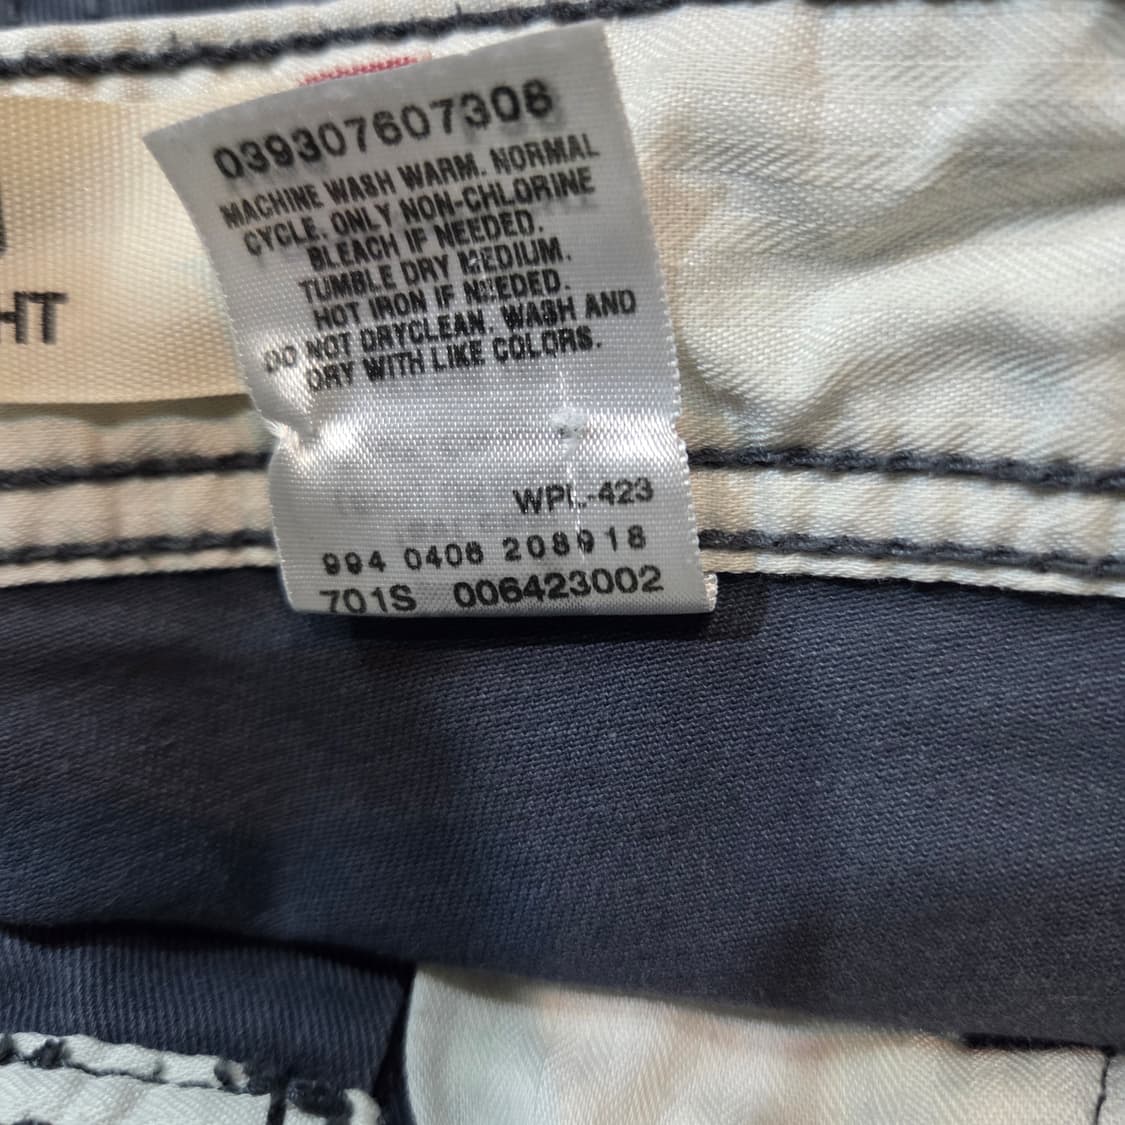 HT
039307607308
MACHINE WASH WARM. NORMAL
CYCLE. ONLY NON-CHLORINE
BLEACH IF NEEDED.
TUMBLE DRY MEDIUM.
HOT IRON IF NEEDED.
DO NOT DRYCLEAN. WASH AND
DRY WITH LIKE COLORS.
WPL-423
994 0406 208918
701S 006423002